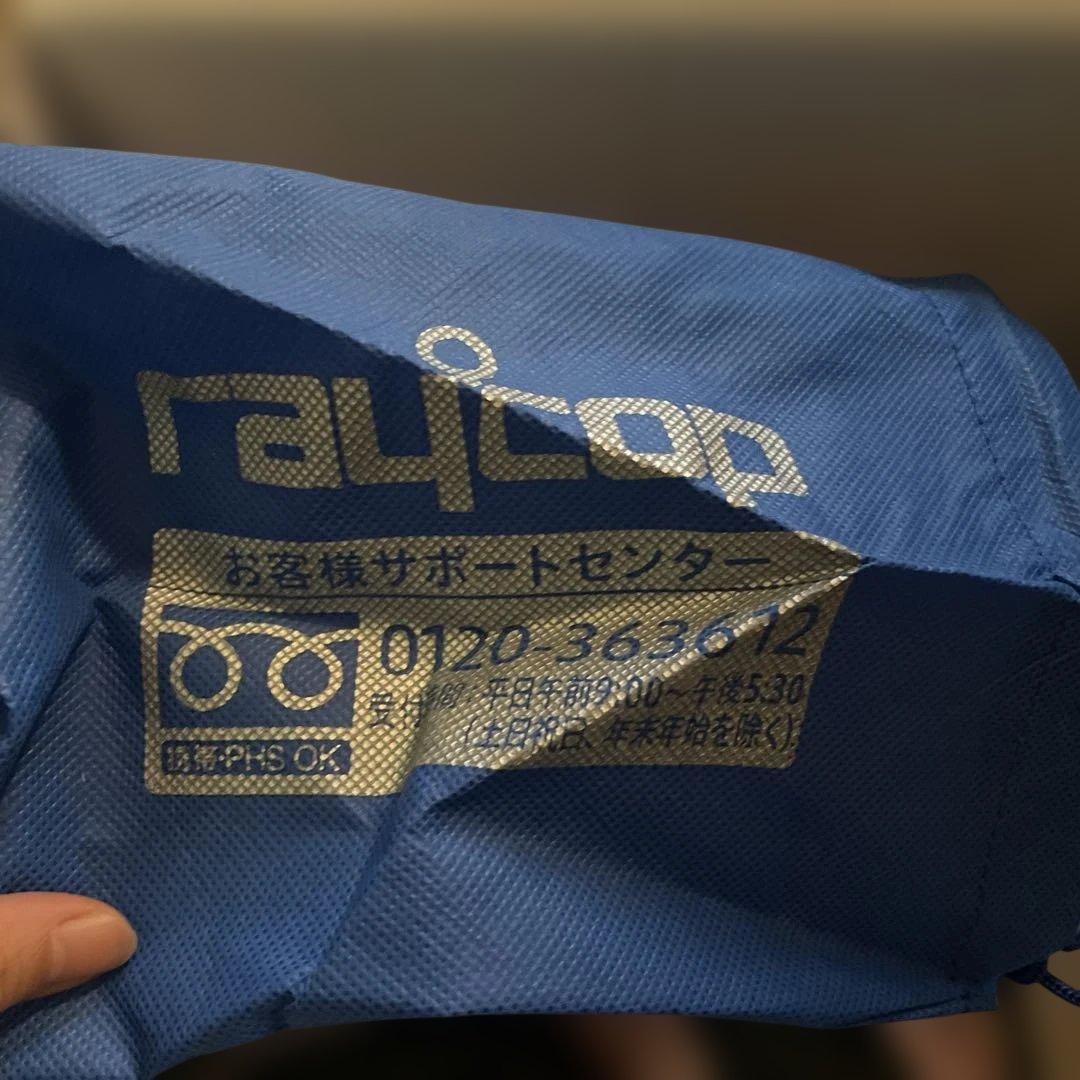 raycop
お客様サポートセンター
0120-363612
受付時間:平日午前9:00〜午後5:30
(土日祝日、年末年始を除く)
携帯・PHS OK